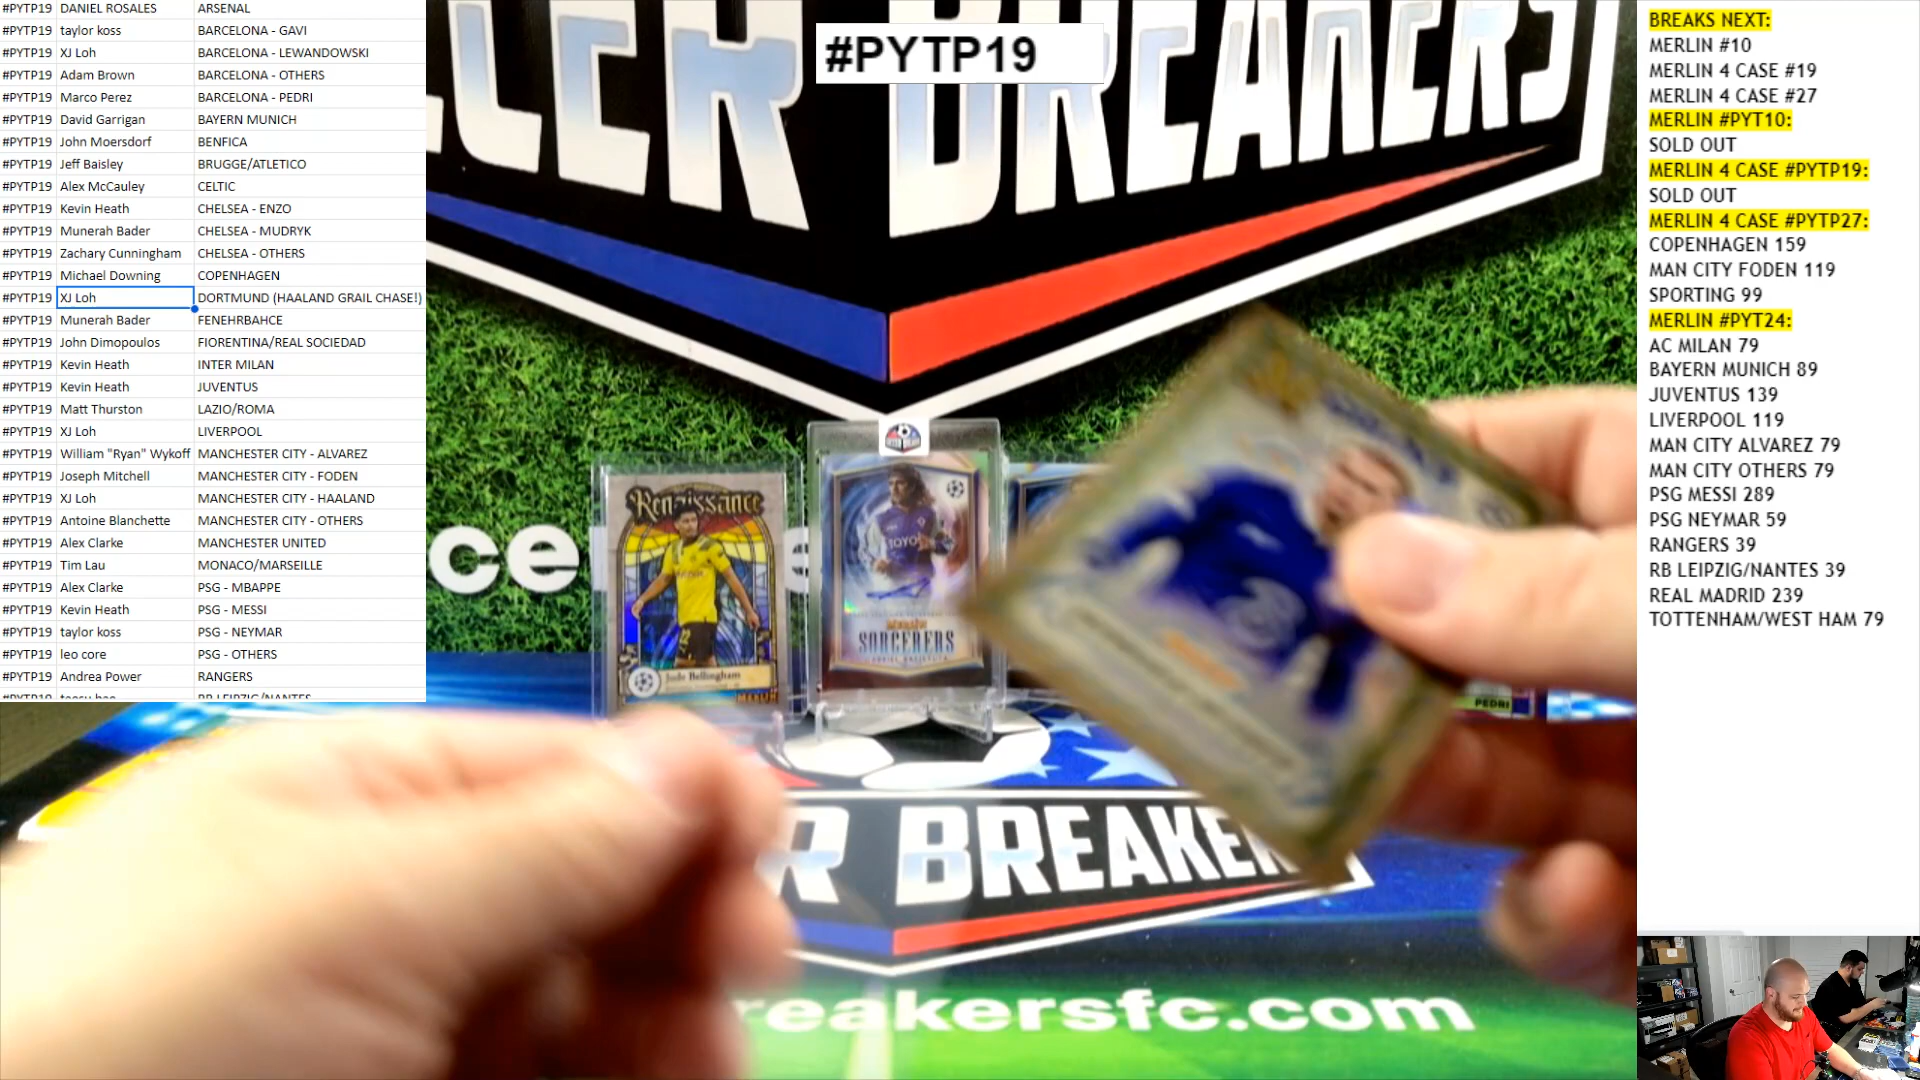 #PYTP19 DANIEL ROSALES ARSENAL
#PYTP19 taylor koss BARCELONA - GAVI
#PYTP19 XJ Loh BARCELONA - LEWANDOWSKI
#PYTP19 Adam Brown BARCELONA - OTHERS
#PYTP19 Marco Perez BARCELONA - PEDRI
#PYTP19 David Garrigan BAYERN MUNICH
#PYTP19 John Moersdorf BENFICA
#PYTP19 Jeff Baisley BRUGGE/ATLETICO
#PYTP19 Alex McCauley CELTIC
#PYTP19 Kevin Heath CHELSEA - ENZO
#PYTP19 Munerah Bader CHELSEA - MUDRYK
#PYTP19 Zachary Cunningham CHELSEA - OTHERS
#PYTP19 Michael Downing COPENHAGEN
#PYTP19 XJ Loh DORTMUND (HAALAND GRAIL CHASE!)
#PYTP19 Munerah Bader FENEHRBAHCE
#PYTP19 John Dimopoulos FIORENTINA/REAL SOCIEDAD
#PYTP19 Kevin Heath INTER MILAN
#PYTP19 Kevin Heath JUVENTUS
#PYTP19 Matt Thurston LAZIO/ROMA
#PYTP19 XJ Loh LIVERPOOL
#PYTP19 William "Ryan" Wykoff MANCHESTER CITY - ALVAREZ
#PYTP19 Joseph Mitchell MANCHESTER CITY - FODEN
#PYTP19 XJ Loh MANCHESTER CITY - HAALAND
#PYTP19 Antoine Blanchette MANCHESTER CITY - OTHERS
#PYTP19 Alex Clarke MANCHESTER UNITED
#PYTP19 Tim Lau MONACO/MARSEILLE
#PYTP19 Alex Clarke PSG - MBAPPE
#PYTP19 Kevin Heath PSG - MESSI
#PYTP19 taylor koss PSG - NEYMAR
#PYTP19 leo core PSG - OTHERS
#PYTP19 Andrea Power RANGERS
#PYTP19 RB LEIPZIG/NANTES
#PYTP19
BREAKERS
Renaissance
Jude Bellingham
MERLIN
TOYO
MERLIN
SORCERERS
PEDRI
R BREAKER
reakersfc.com
BREAKS NEXT:
MERLIN #10
MERLIN 4 CASE #19
MERLIN 4 CASE #27
MERLIN #PYT10:
SOLD OUT
MERLIN 4 CASE #PYTP19:
SOLD OUT
MERLIN 4 CASE #PYTP27:
COPENHAGEN 159
MAN CITY FODEN 119
SPORTING 99
MERLIN #PYT24:
AC MILAN 79
BAYERN MUNICH 89
JUVENTUS 139
LIVERPOOL 119
MAN CITY ALVAREZ 79
MAN CITY OTHERS 79
PSG MESSI 289
PSG NEYMAR 59
RANGERS 39
RB LEIPZIG/NANTES 39
REAL MADRID 239
TOTTENHAM/WEST HAM 79